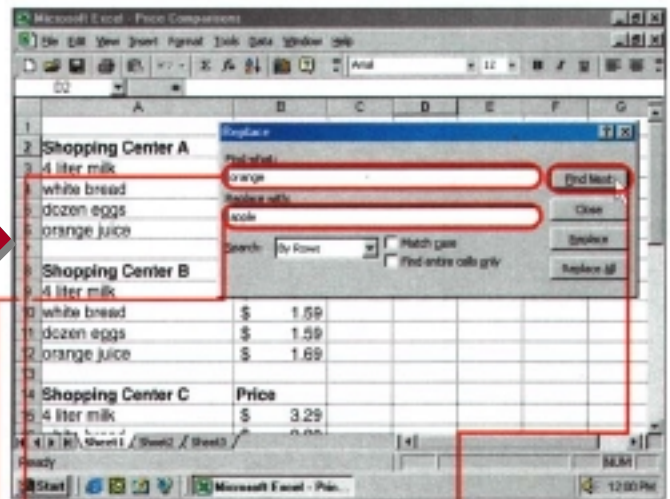 Microsoft Excel - Price Comparisons
File Edit View Insert Format Tools Data Window Help
Arial 12 B I U
D2 =
A B C D E F G
1
2 Shopping Center A
3 4 liter milk
4 white bread
5 dozen eggs
6 orange juice
7
8 Shopping Center B
9 4 liter milk
10 white bread $ 1.59
11 dozen eggs $ 1.59
12 orange juice $ 1.69
13
14 Shopping Center C Price
15 4 liter milk $ 3.29
Replace
Find what:
orange
Replace with:
apple
Search: By Rows
Match case
Find entire cells only
Find Next
Close
Replace
Replace All
Sheet1 Sheet2 Sheet3
Ready NUM
Start Microsoft Excel - Pric... 12:00 PM